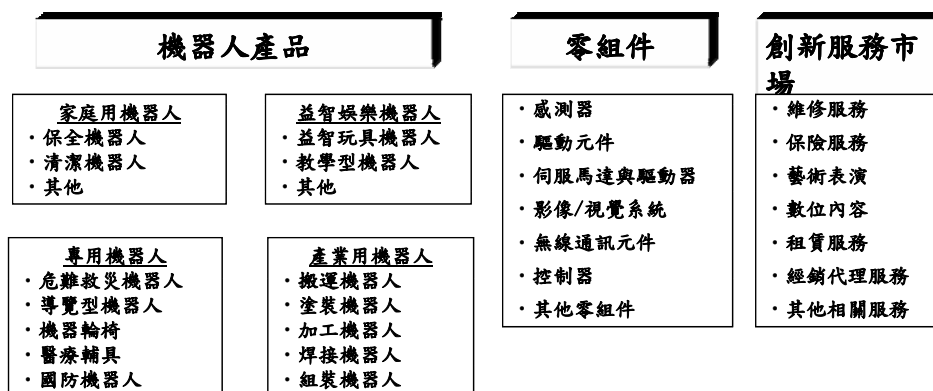 機器人產品
家庭用機器人
・保全機器人
・清潔機器人
・其他
益智娛樂機器人
・益智玩具機器人
・教學型機器人
・其他
專用機器人
・危難救災機器人
・導覽型機器人
・機器輪椅
・醫療輔具
・國防機器人
產業用機器人
・搬運機器人
・塗裝機器人
・加工機器人
・焊接機器人
・組裝機器人
零組件
・感測器
・驅動元件
・伺服馬達與驅動器
・影像/視覺系統
・無線通訊元件
・控制器
・其他零組件
創新服務市
場
・維修服務
・保險服務
・藝術表演
・數位內容
・租賃服務
・經銷代理服務
・其他相關服務